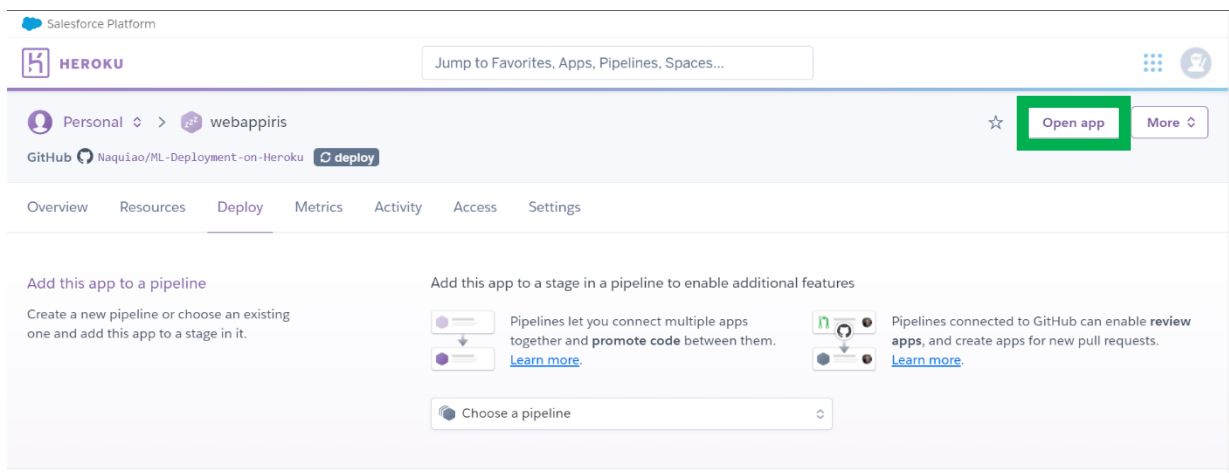 Salesforce Platform
HEROKU
Jump to Favorites, Apps, Pipelines, Spaces...
Personal > webappiris
Open app
More
GitHub Naquiao/ML-Deployment-on-Heroku deploy
Overview Resources Deploy Metrics Activity Access Settings
Add this app to a pipeline
Create a new pipeline or choose an existing
one and add this app to a stage in it.
Add this app to a stage in a pipeline to enable additional features
Pipelines let you connect multiple apps
together and promote code between them.
Learn more.
Pipelines connected to GitHub can enable review
apps, and create apps for new pull requests.
Learn more.
Choose a pipeline